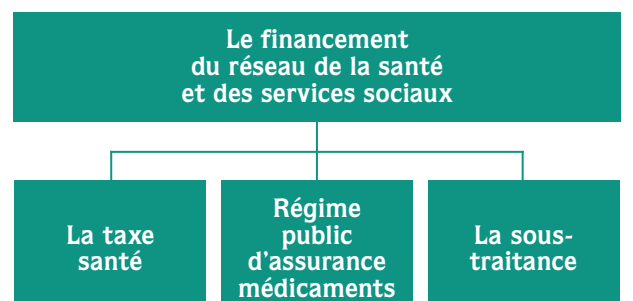 Le financement
du réseau de la santé
et des services sociaux
La taxe
santé
Régime
public
d'assurance
médicaments
La sous-
traitance